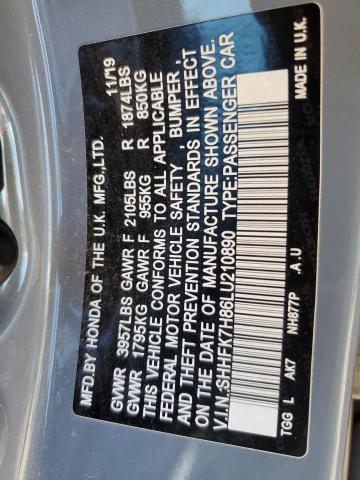 MFD.BY HONDA OF THE U.K. MFG.,LTD. 11/19
GVWR 3957LBS GAWR F 2105LBS R 1874LBS
GVWR 1795KG GAWR F 955KG R 850KG
THIS VEHICLE CONFORMS TO ALL APPLICABLE
FEDERAL MOTOR VEHICLE SAFETY , BUMPER ,
AND THEFT PREVENTION STANDARDS IN EFFECT
ON THE DATE OF MANUFACTURE SHOWN ABOVE.
V.I.N.:SHHFK7H86LU210890 TYPE:PASSENGER CAR
TGG L AK7 NH877P .A.U MADE IN U.K.